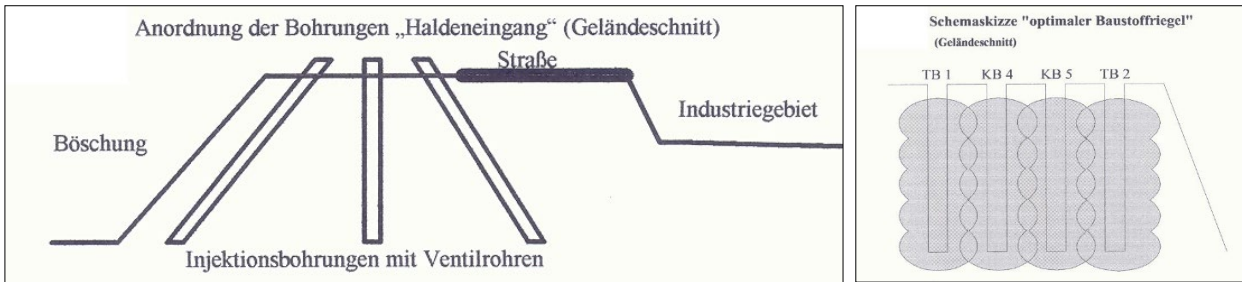 Anordnung der Bohrungen „Haldeneingang“ (Geländeschnitt)
Straße
Industriegebiet
Böschung
Injektionsbohrungen mit Ventilrohren
Schemaskizze "optimaler Baustoffriegel"
(Geländeschnitt)
TB 1 KB 4 KB 5 TB 2